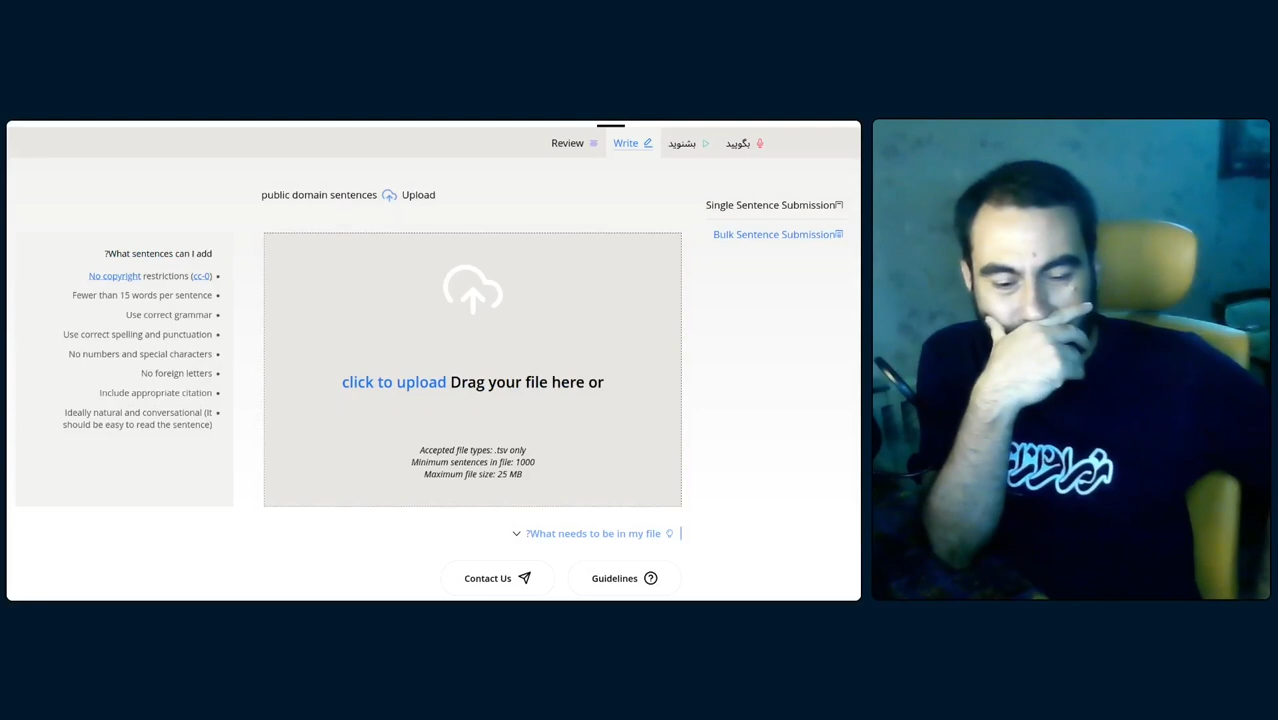 بگویید
بشنوید
Write
Review
public domain sentences Upload
Single Sentence Submission
Bulk Sentence Submission
?What sentences can I add
No copyright restrictions (cc-0)
Fewer than 15 words per sentence
Use correct grammar
Use correct spelling and punctuation
No numbers and special characters
No foreign letters
Include appropriate citation
Ideally natural and conversational (It
should be easy to read the sentence)
click to upload Drag your file here or
Accepted file types: .tsv only
Minimum sentences in file: 1000
Maximum file size: 25 MB
?What needs to be in my file
Contact Us
Guidelines